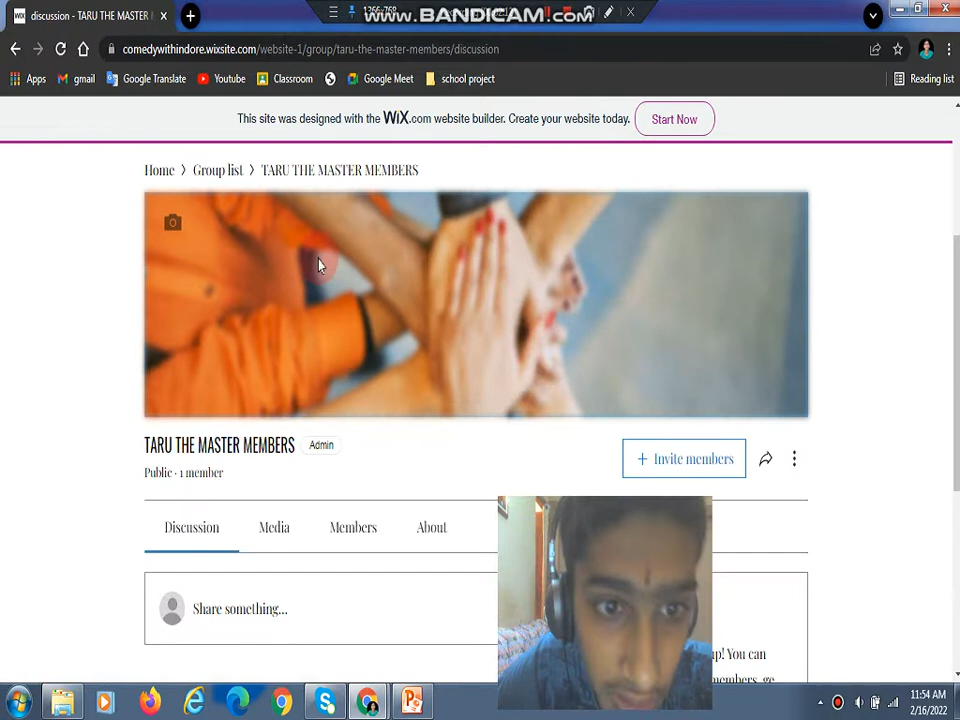 discussion - TARU THE MASTER
www.BANDICAM.com
comedywithindore.wixsite.com/website-1/group/taru-the-master-members/discussion
Apps gmail Google Translate Youtube Classroom Google Meet school project Reading list
This site was designed with the WiX.com website builder. Create your website today. Start Now
Home > Group list > TARU THE MASTER MEMBERS
TARU THE MASTER MEMBERS Admin
+ Invite members
Public · 1 member
Discussion Media Members About
Share something...
up! You can
11:54 AM
2/16/2022